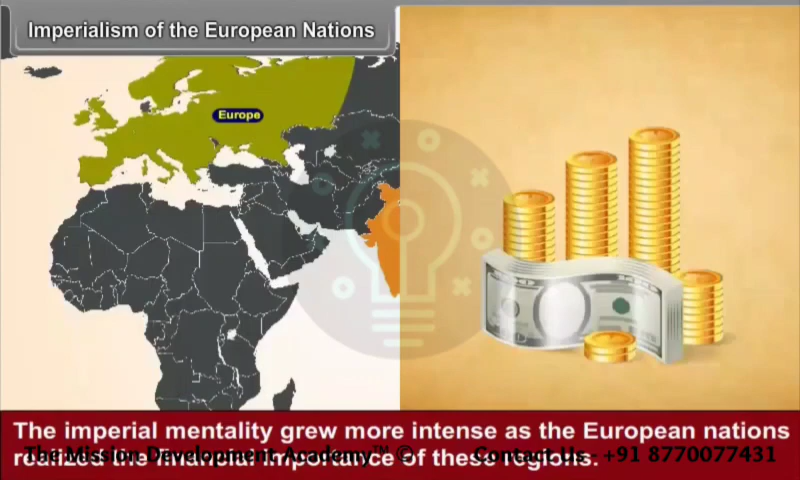 Imperialism of the European Nations
Europe
The imperial mentality grew more intense as the European nations
realized the financial importance of these regions.
The Mission Development Academy™ © Contact Us - +91 8770077431